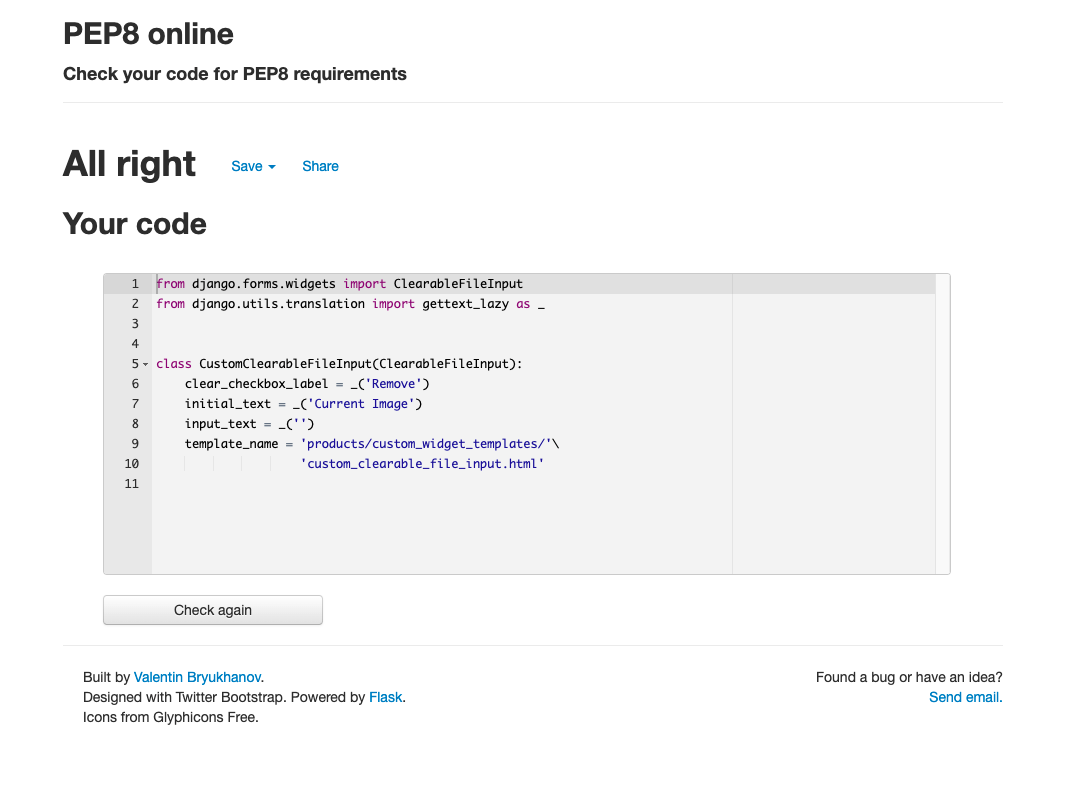 PEP8 online
Check your code for PEP8 requirements
All right Save Share
Your code
1 from django.forms.widgets import ClearableFileInput
2 from django.utils.translation import gettext_lazy as _
3
4
5 class CustomClearableFileInput(ClearableFileInput):
6     clear_checkbox_label = _('Remove')
7     initial_text = _('Current Image')
8     input_text = _('')
9     template_name = 'products/custom_widget_templates/'\
10                     'custom_clearable_file_input.html'
11
Check again
Built by Valentin Bryukhanov. Found a bug or have an idea?
Designed with Twitter Bootstrap. Powered by Flask. Send email.
Icons from Glyphicons Free.